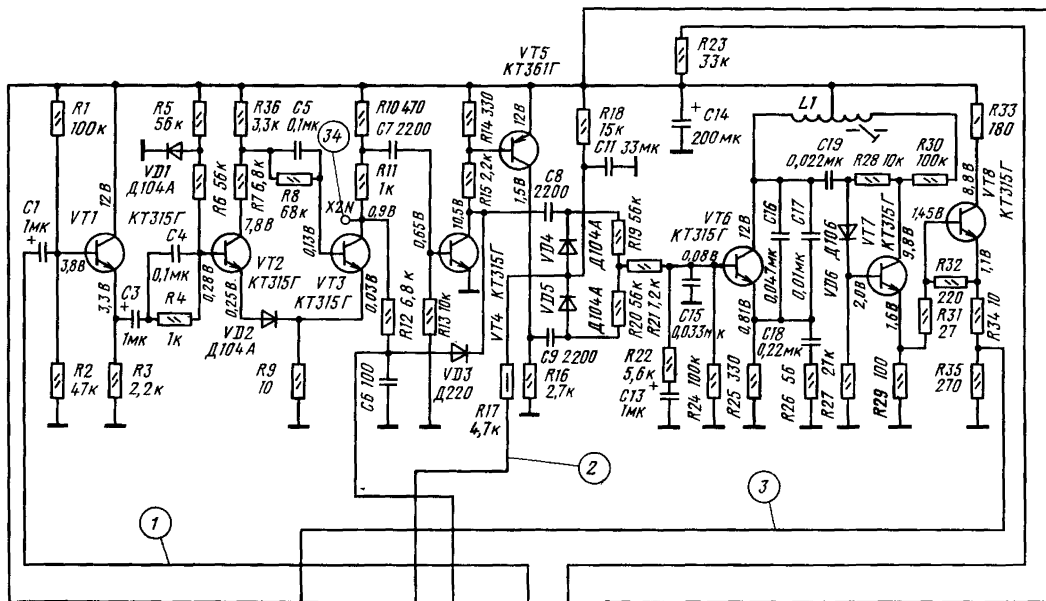 R1
100к
R5
56к
R36
3,3к
C5
0,1мк
R10 470
C7 2200
R14 330
VT5
КТ361Г
12В
R18
15к
C11 33мк
R23
33к
C14
+
200мк
L1
C19
0,022мк
R28 10к
R30
100к
R33
180
VD1
Д104А
R6 56к
R7 6,8к
34
R8
68к
X2N
R11
1к
0,9В
R15 2,2к
1,5В
C8
2200
VT8
КТ315Г
8,8В
C1
1мк
+
VT1
12В
КТ315Г
C4
0,1мк
7,8В
VT2
КТ315Г
0,13В
VT3
КТ315Г
0,65В
10,5В
КТ315Г
VT4
VD4
Д104А
R19 56к
VT6
КТ315Г
0,08В
12В
C16
0,047мк
C17
0,01мк
VD6
Д106
VT7
КТ315Г
9,8В
1,45В
3,8В
3,3В
C3
+
1мк
R4
1к
0,28В
0,25В
VD2
Д104А
0,03В
R12 6,8к
R13 10к
VD5
Д104А
R20 56к
R21 1,2к
C15
0,033мк
0,81В
C18
0,22мк
2,0В
1,6В
R32
220
R31
27
1,1В
R34 10
R2
47к
R3
2,2к
R9
10
C6 100
VD3
Д220
C9 2200
R16
2,7к
R17
4,7к
R22
5,6к
C13
+
1мк
R24 100к
R25 330
R26 56
R27 2,1к
R29 100
R35
270
2
3
1